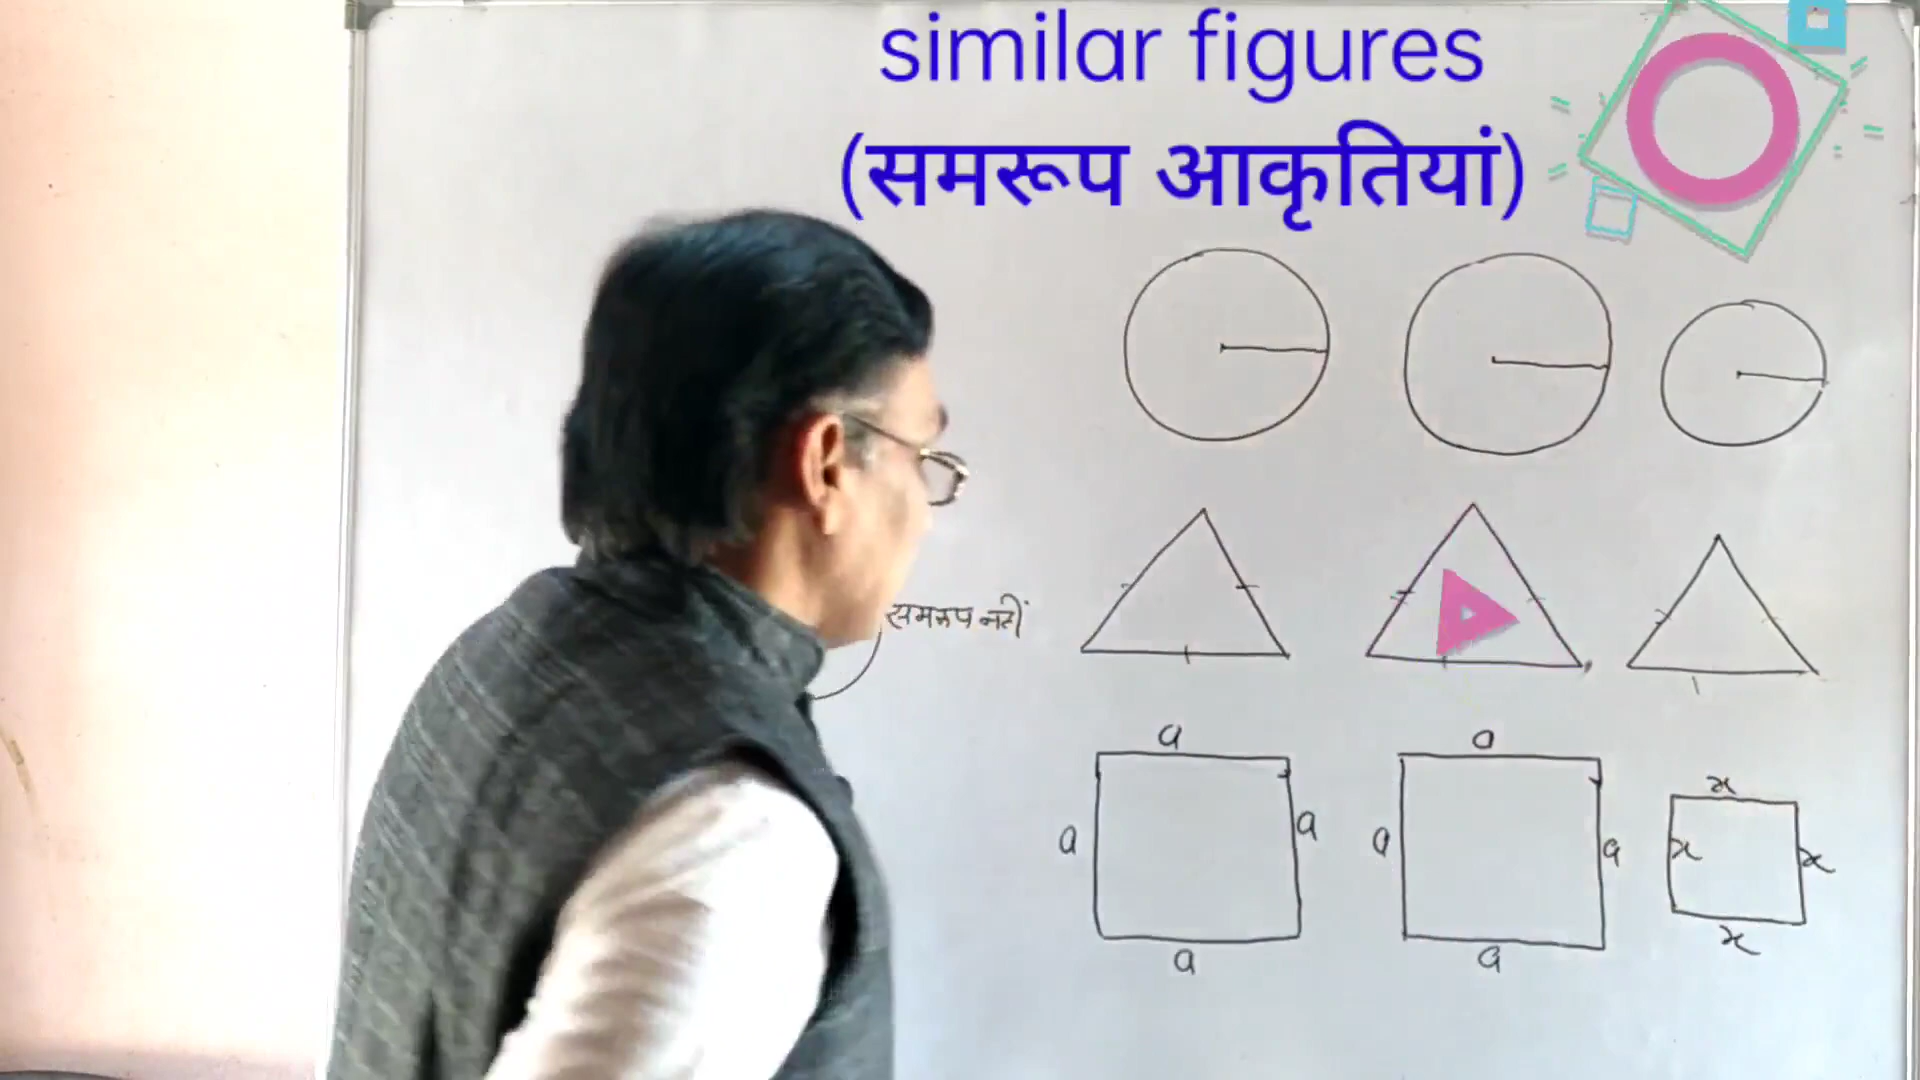 similar figures
(समरूप आकृतियां)
समरूप नहीं
a
a
x
a
a
a
a
x
x
a
a
x